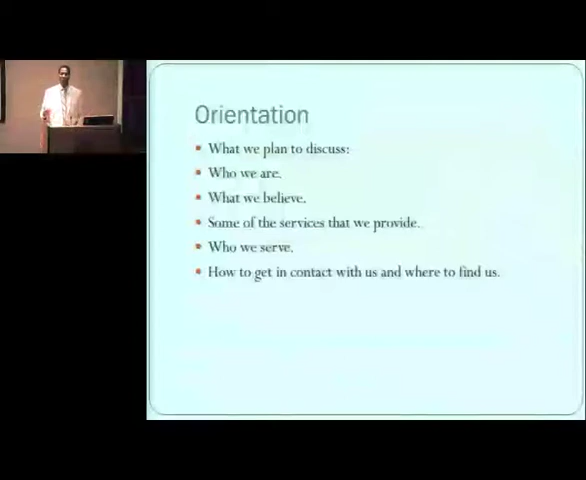 Orientation
What we plan to discuss:
Who we are.
What we believe.
Some of the services that we provide.
Who we serve.
How to get in contact with us and where to find us.